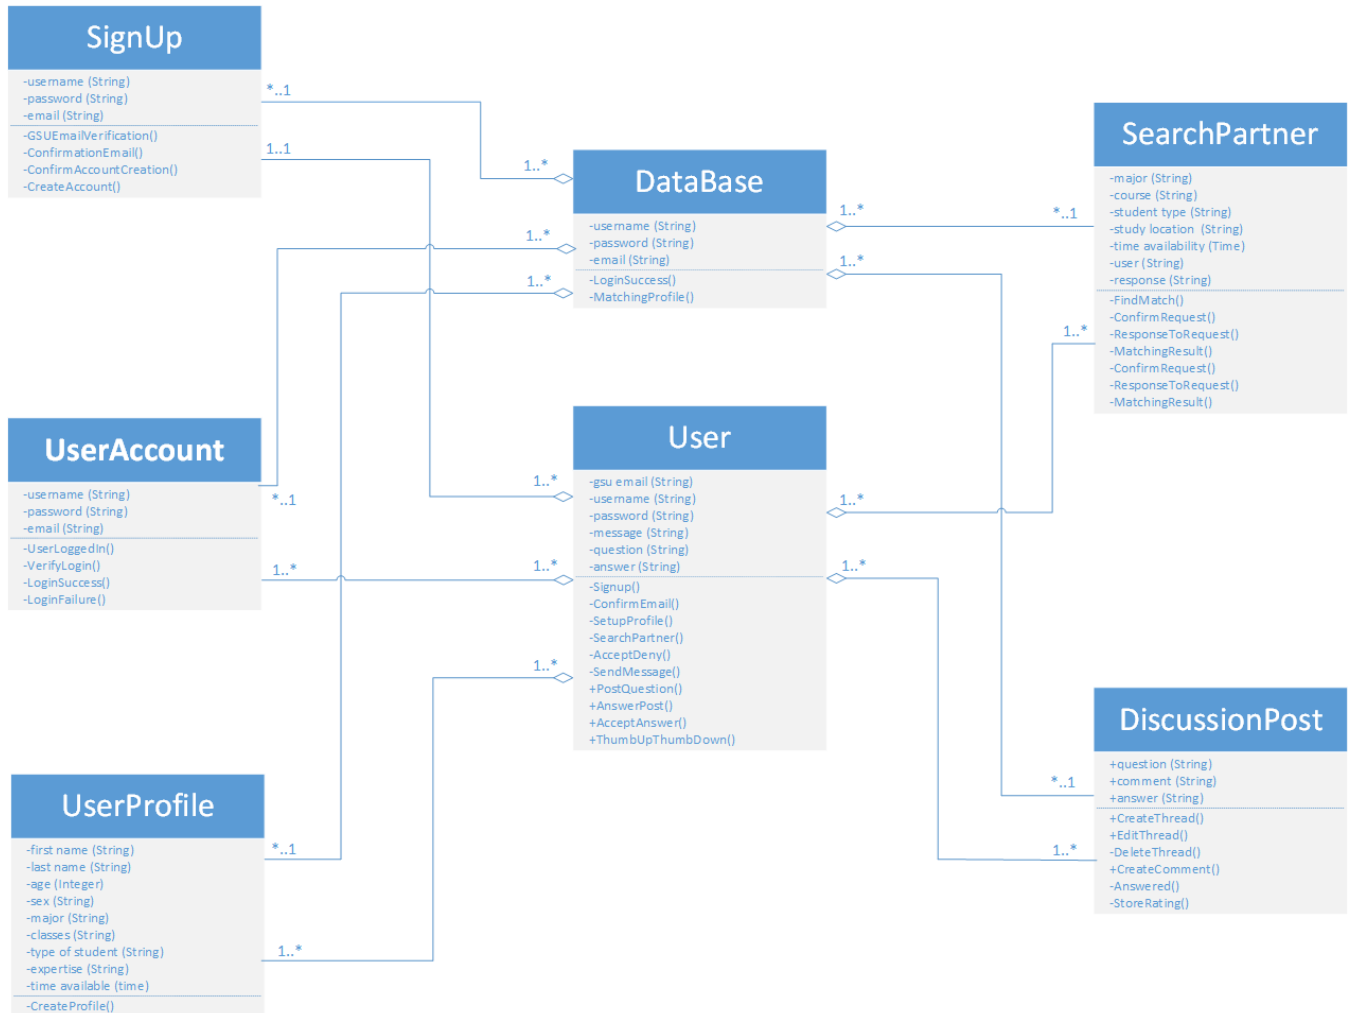 SignUp
-username (String)
-password (String)
-email (String)
-GSUEmailVerification()
-ConfirmationEmail()
-ConfirmAccountCreation()
-CreateAccount()
*..1
1..1
1..*
1..*
1..*
DataBase
-username (String)
-password (String)
-email (String)
-LoginSuccess()
-MatchingProfile()
1..*
1..*
*..1
SearchPartner
-major (String)
-course (String)
-student type (String)
-study location (String)
-time availability (Time)
-user (String)
-response (String)
-FindMatch()
-ConfirmRequest()
-ResponseToRequest()
-MatchingResult()
-ConfirmRequest()
-ResponseToRequest()
-MatchingResult()
1..*
UserAccount
-username (String)
-password (String)
-email (String)
-UserLoggedIn()
-VerifyLogin()
-LoginSuccess()
-LoginFailure()
*..1
1..*
1..*
1..*
1..*
User
-gsu email (String)
-username (String)
-password (String)
-message (String)
-question (String)
-answer (String)
-Signup()
-ConfirmEmail()
-SetupProfile()
-SearchPartner()
-AcceptDeny()
-SendMessage()
+PostQuestion()
+AnswerPost()
+AcceptAnswer()
+ThumbUpThumbDown()
1..*
1..*
DiscussionPost
+question (String)
+comment (String)
+answer (String)
+CreateThread()
+EditThread()
-DeleteThread()
+CreateComment()
-Answered()
-StoreRating()
*..1
1..*
UserProfile
-first name (String)
-last name (String)
-age (Integer)
-sex (String)
-major (String)
-classes (String)
-type of student (String)
-expertise (String)
-time available (time)
-CreateProfile()
*..1
1..*